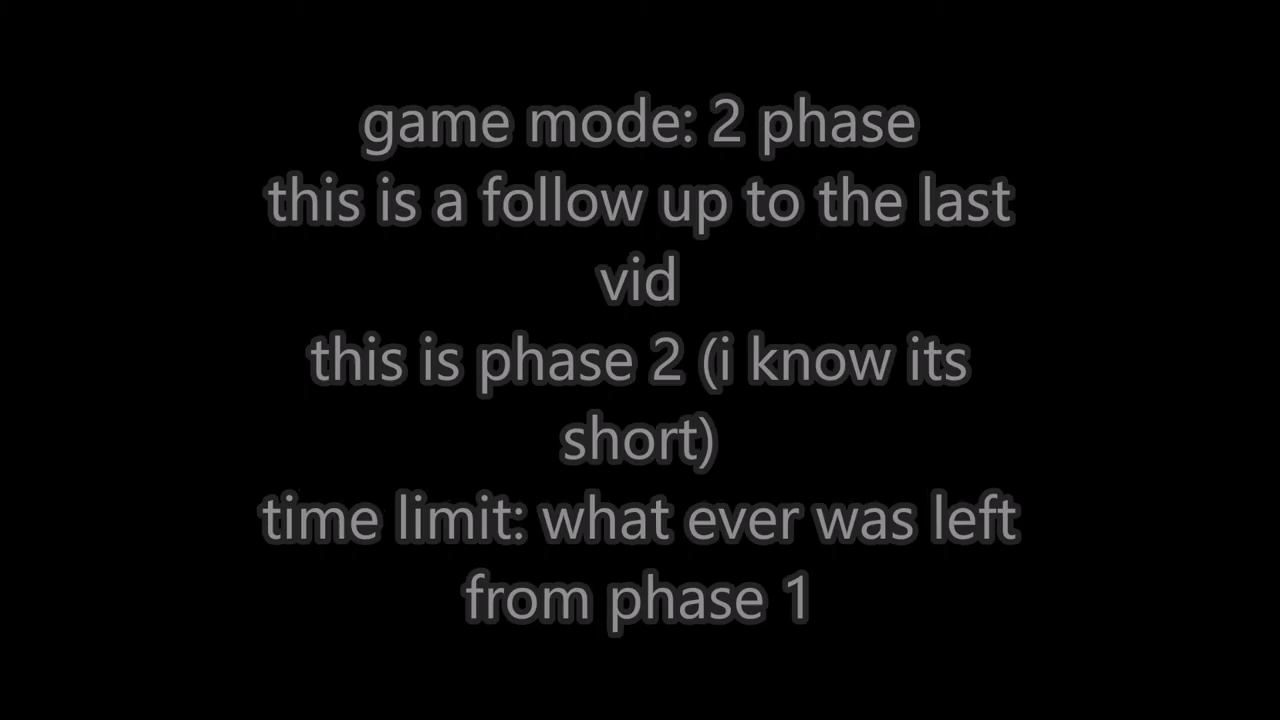 game mode: 2 phase
this is a follow up to the last
vid
this is phase 2 (i know its
short)
time limit: what ever was left
from phase 1